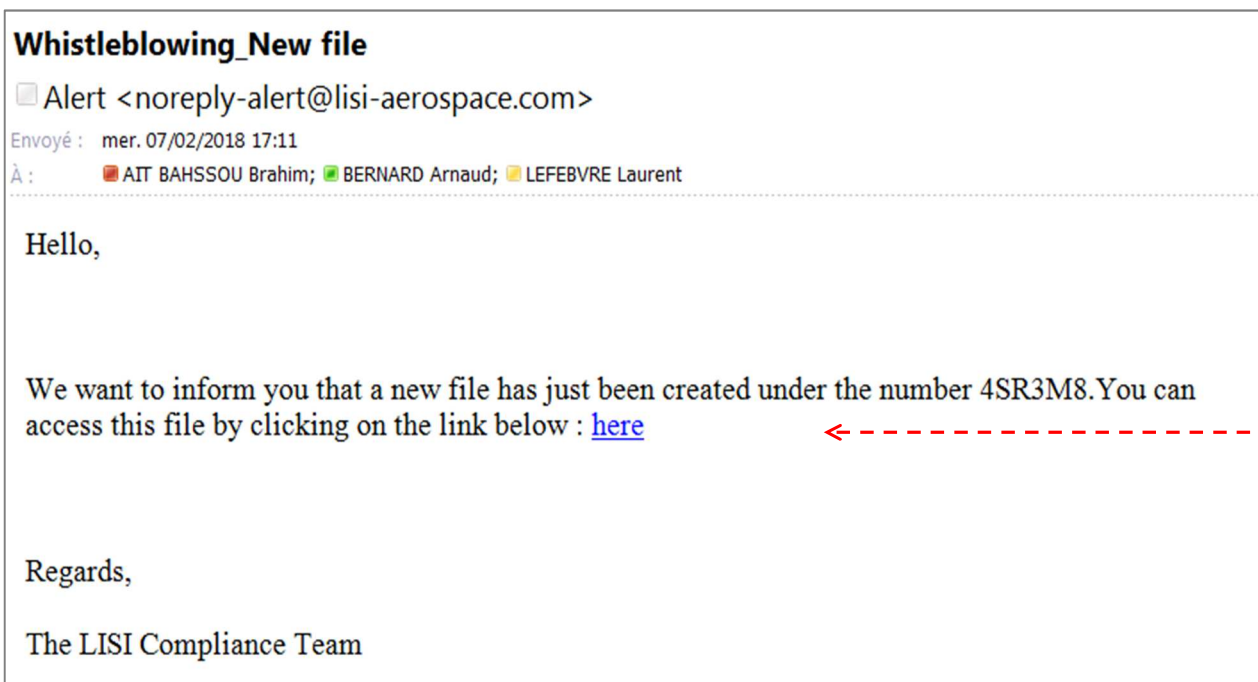 Whistleblowing_New file
Alert <noreply-alert@lisi-aerospace.com>
Envoyé : mer. 07/02/2018 17:11
À : AIT BAHSSOU Brahim; BERNARD Arnaud; LEFEBVRE Laurent
Hello,
We want to inform you that a new file has just been created under the number 4SR3M8.You can
access this file by clicking on the link below : here
Regards,
The LISI Compliance Team